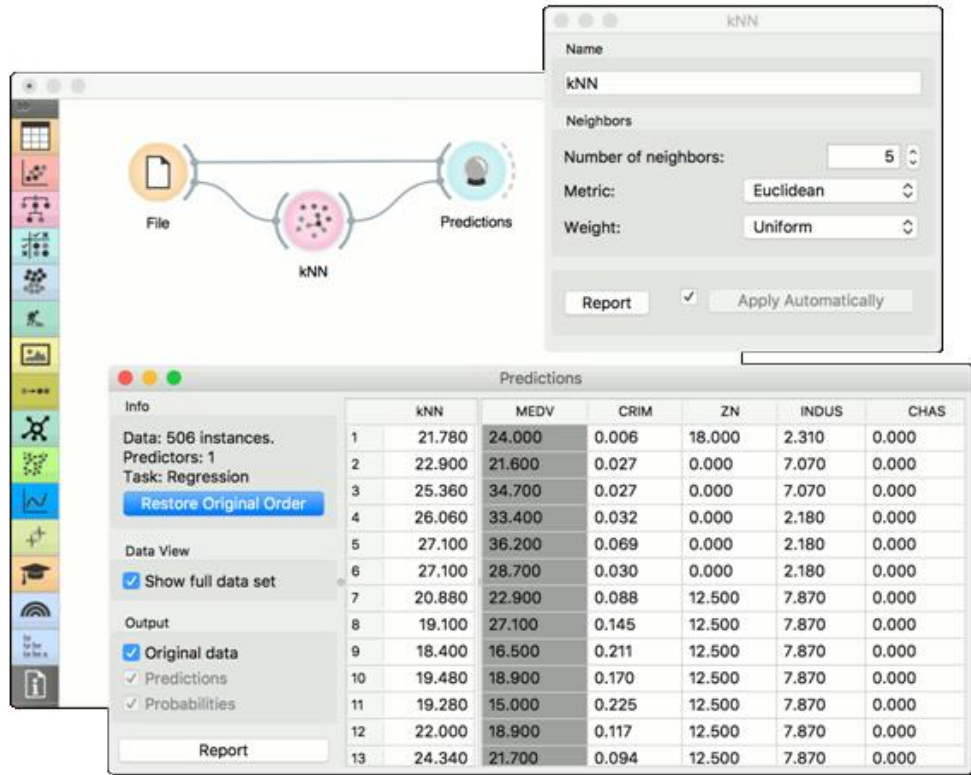 kNN
Name
kNN
Neighbors
Number of neighbors: 5
Metric: Euclidean
Weight: Uniform
Report Apply Automatically
File
kNN
Predictions
Predictions
Info
Data: 506 instances.
Predictors: 1
Task: Regression
Restore Original Order
Data View
Show full data set
Output
Original data
Predictions
Probabilities
Report
kNN MEDV CRIM ZN INDUS CHAS
1 21.780 24.000 0.006 18.000 2.310 0.000
2 22.900 21.600 0.027 0.000 7.070 0.000
3 25.360 34.700 0.027 0.000 7.070 0.000
4 26.060 33.400 0.032 0.000 2.180 0.000
5 27.100 36.200 0.069 0.000 2.180 0.000
6 27.100 28.700 0.030 0.000 2.180 0.000
7 20.880 22.900 0.088 12.500 7.870 0.000
8 19.100 27.100 0.145 12.500 7.870 0.000
9 18.400 16.500 0.211 12.500 7.870 0.000
10 19.480 18.900 0.170 12.500 7.870 0.000
11 19.280 15.000 0.225 12.500 7.870 0.000
12 22.000 18.900 0.117 12.500 7.870 0.000
13 24.340 21.700 0.094 12.500 7.870 0.000